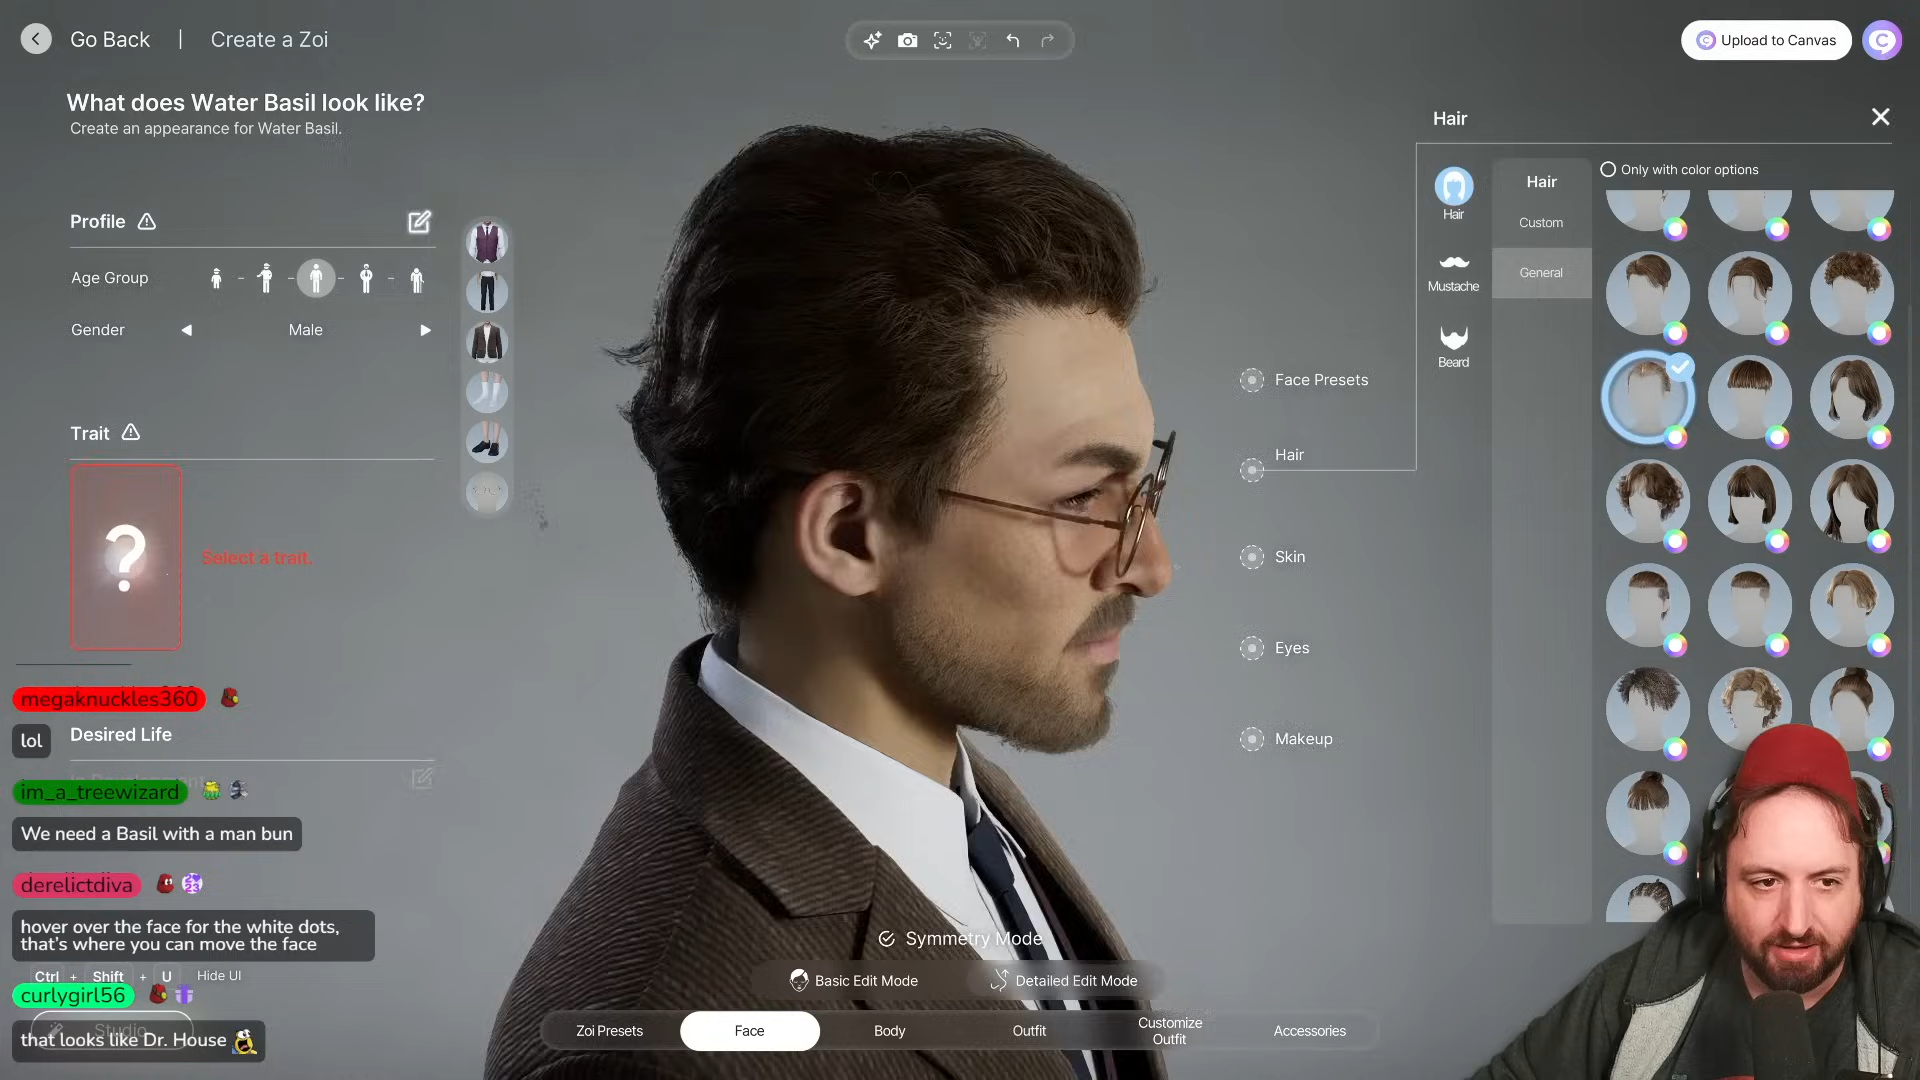 Go Back | Create a Zoi
Upload to Canvas
What does Water Basil look like?
Create an appearance for Water Basil.
Profile
Age Group
Gender
Male
Trait
Select a trait.
megaknuckles360
lol
Desired Life
im_a_treewizard
We need a Basil with a man bun
derelictdiva
hover over the face for the white dots,
that's where you can move the face
Ctrl + Shift + U Hide UI
curlygirl56
Studio
that looks like Dr. House
Face Presets
Hair
Skin
Eyes
Makeup
Hair
Hair
Mustache
Beard
Hair
Custom
General
Only with color options
Symmetry Mode
Basic Edit Mode
Detailed Edit Mode
Zoi Presets
Face
Body
Outfit
Customize
Outfit
Accessories